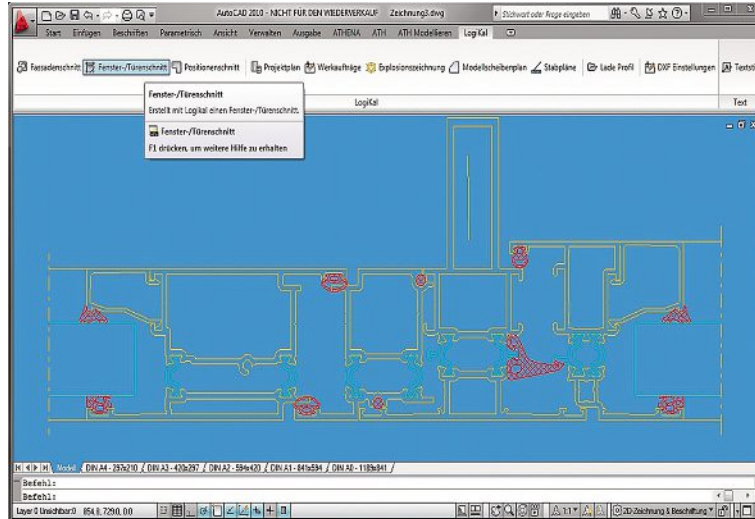 AutoCAD 2010 - NICHT FÜR DEN WIEDERVERKAUF Zeichnung3.dwg
Stichwort oder Frage eingeben
Start Einfügen Beschriften Parametrisch Ansicht Verwalten Ausgabe ATHENA ATH ATH Modellieren LogiKal
Fassadenschnitt Fenster-/Türenschnitt Positionenschnitt Projektplan Werkaufträge Explosionszeichnung Modellscheibenplan Stabpläne Lade Profil DXF Einstellungen
LogiKal Text
Fenster-/Türenschnitt
Erstellt mit Logikal einen Fenster-/Türenschnitt.
Fenster-/Türenschnitt
F1 drücken, um weitere Hilfe zu erhalten
Modell DIN A4 - 297x210 DIN A3 - 420x297 DIN A2 - 594x420 DIN A1 - 841x594 DIN A0 - 1189x841
Befehl:
Befehl:
Layer 0 Unsichtbar:0 2D-Zeichnung & Beschriftung